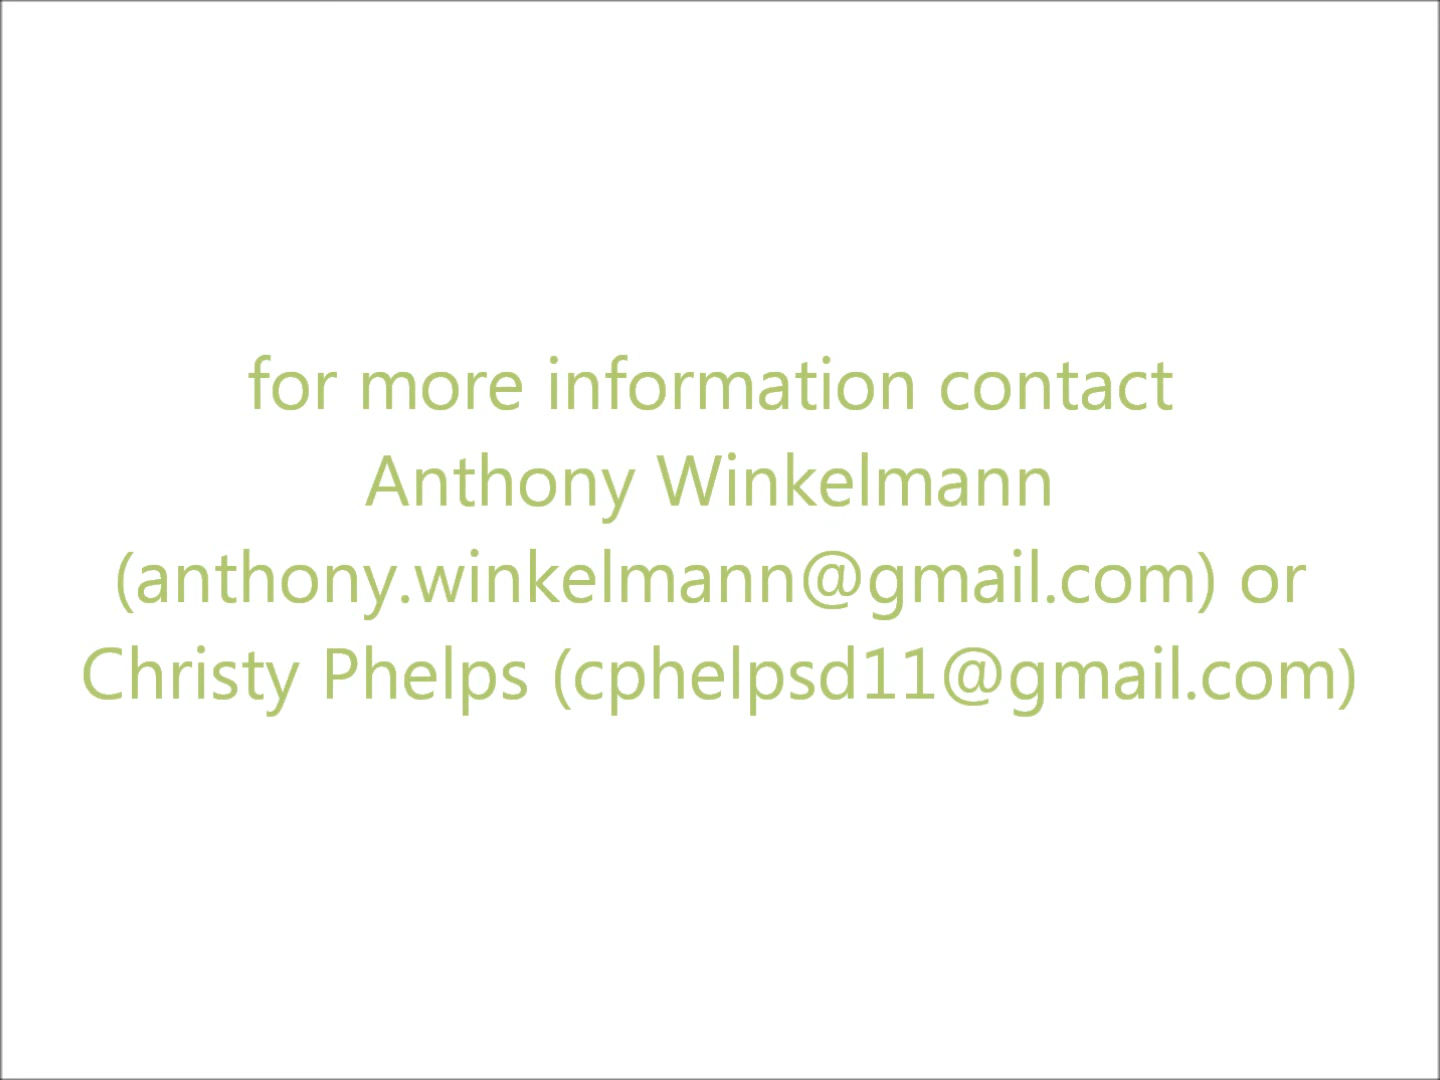 for more information contact
Anthony Winkelmann
(anthony.winkelmann@gmail.com) or
Christy Phelps (cphelpsd11@gmail.com)